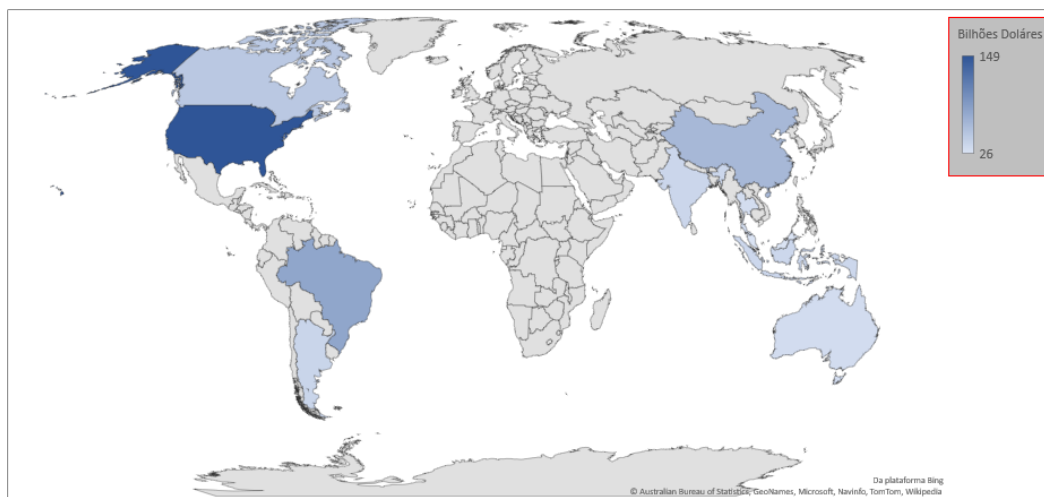 Bilhões Doláres
149
26
Da plataforma Bing
© Australian Bureau of Statistics, GeoNames, Microsoft, Navinfo, TomTom, Wikipedia